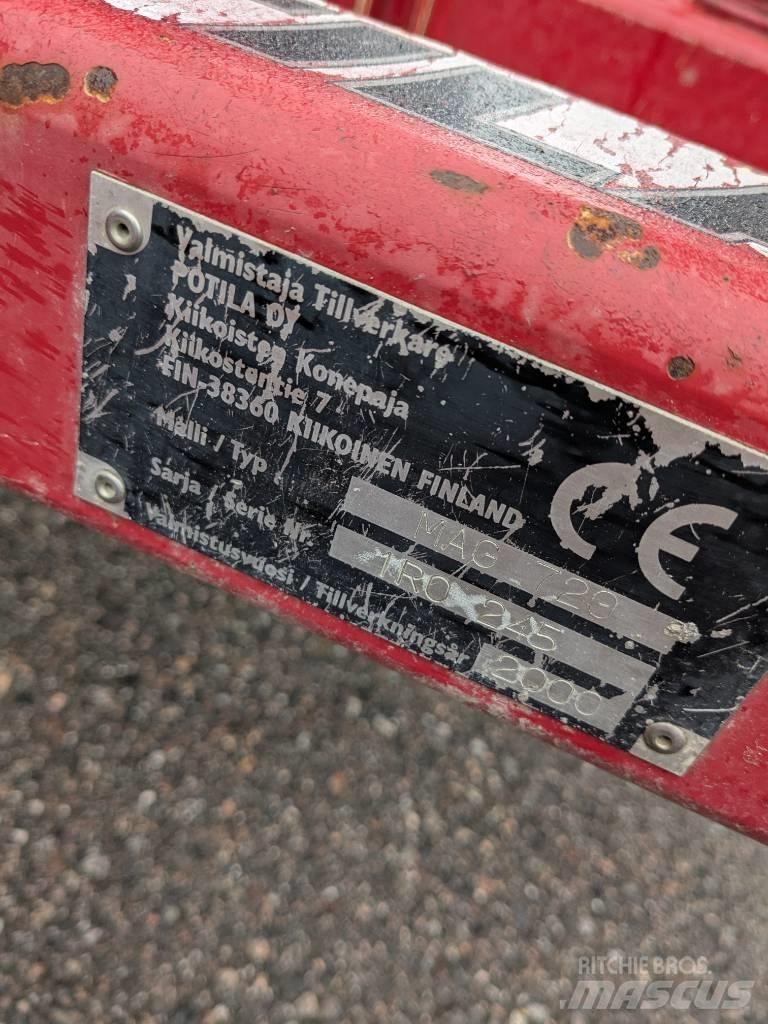 Valmistaja Tillverkare
POTILA OY
Kiikoisten Konepaja
Kiikostentie 7
FIN-38360 KIIKOINEN FINLAND
Malli / Typ MAG 729
Sarja / Serie Nr. 1RO 245
Valmistusvuosi / Tillverkningsår 2000
CE
RITCHIE BROS.
MASCUS